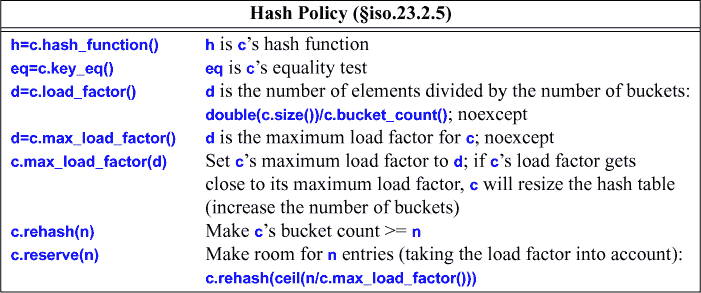 Hash Policy (§iso.23.2.5)
h=c.hash_function() h is c’s hash function
eq=c.key_eq() eq is c’s equality test
d=c.load_factor() d is the number of elements divided by the number of buckets:
double(c.size())/c.bucket_count(); noexcept
d=c.max_load_factor() d is the maximum load factor for c; noexcept
c.max_load_factor(d) Set c’s maximum load factor to d; if c’s load factor gets
close to its maximum load factor, c will resize the hash table
(increase the number of buckets)
c.rehash(n) Make c’s bucket count >= n
c.reserve(n) Make room for n entries (taking the load factor into account):
c.rehash(ceil(n/c.max_load_factor()))